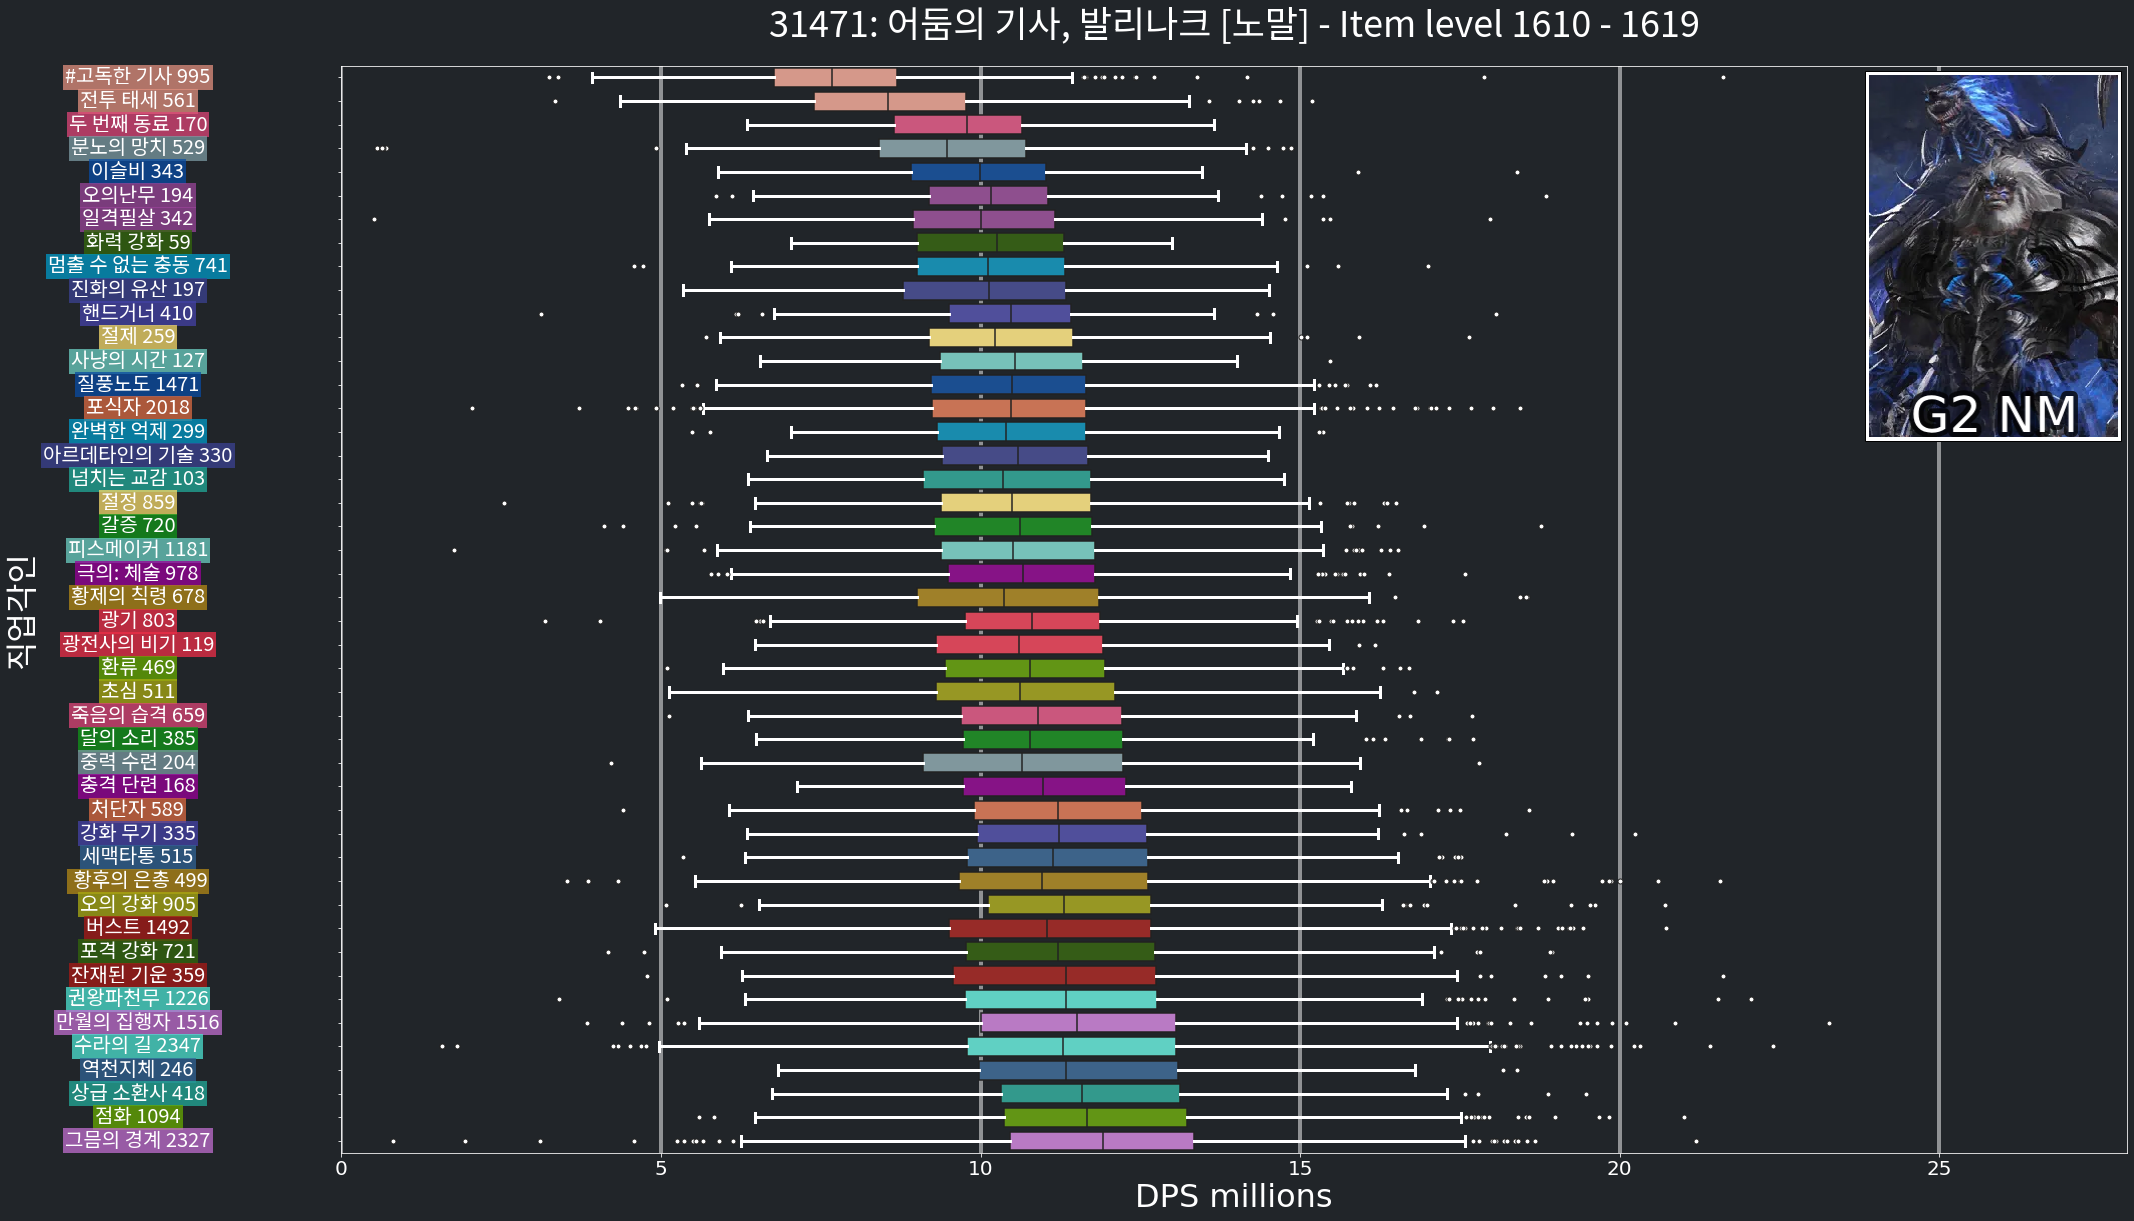 31471: 어둠의 기사, 발리나크 [노말] - Item level 1610 - 1619
#고독한 기사 995
전투 태세 561
두 번째 동료 170
분노의 망치 529
이슬비 343
오의난무 194
일격필살 342
화력 강화 59
멈출 수 없는 충동 741
진화의 유산 197
핸드거너 410
절제 259
사냥의 시간 127
질풍노도 1471
포식자 2018
완벽한 억제 299
아르데타인의 기술 330
넘치는 교감 103
절정 859
갈증 720
피스메이커 1181
극의: 체술 978
황제의 칙령 678
광기 803
광전사의 비기 119
환류 469
초심 511
죽음의 습격 659
달의 소리 385
중력 수련 204
충격 단련 168
처단자 589
강화 무기 335
세맥타통 515
황후의 은총 499
오의 강화 905
버스트 1492
포격 강화 721
잔재된 기운 359
권왕파천무 1226
만월의 집행자 1516
수라의 길 2347
역천지체 246
상급 소환사 418
점화 1094
그믐의 경계 2327
직업각인
G2 NM
0 5 10 15 20 25
DPS millions